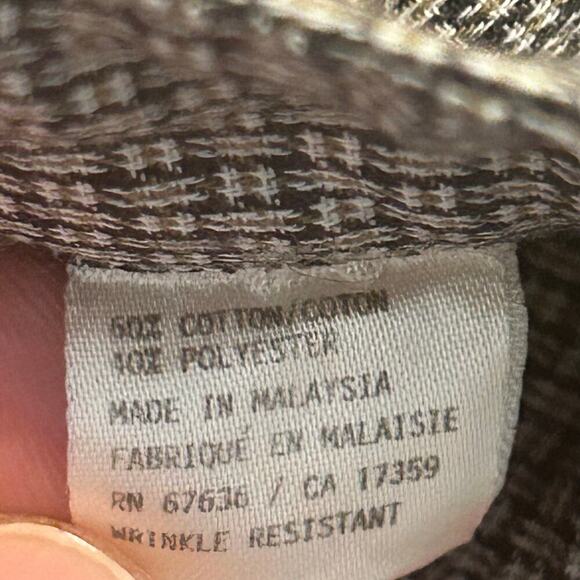 60% COTTON/COTON
40% POLYESTER
MADE IN MALAYSIA
FABRIQUÉ EN MALAISIE
RN 67636 / CA 17359
WRINKLE RESISTANT